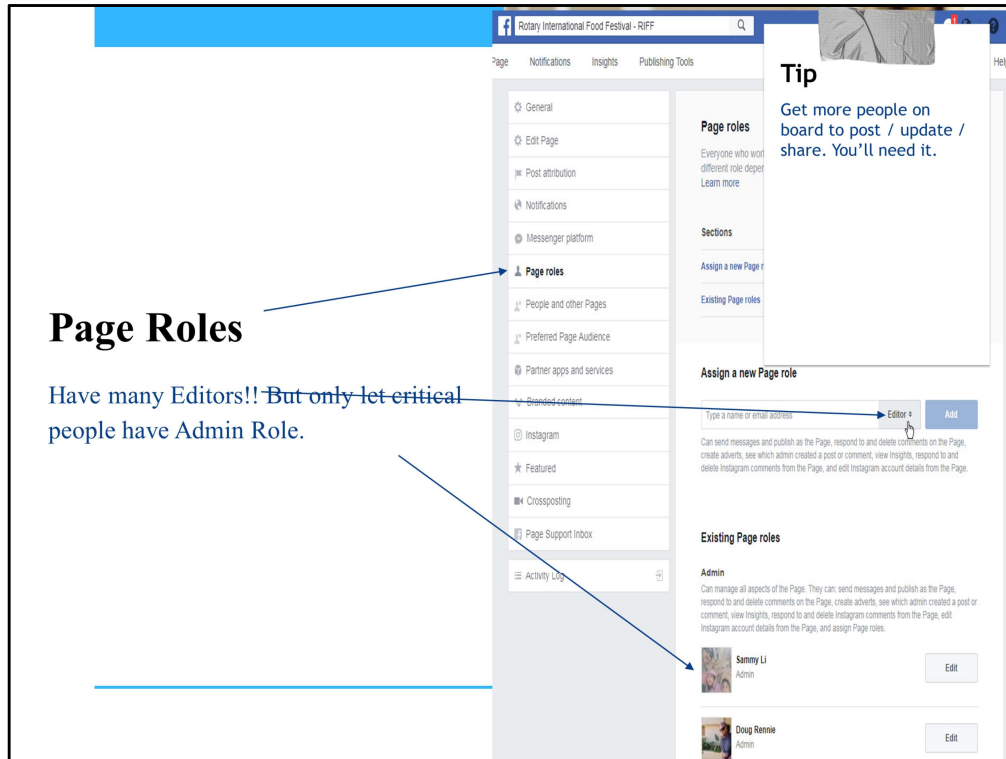 Rotary International Food Festival - RIFF
1
Page Notifications Insights Publishing Tools
Tip
Get more people on
board to post / update /
share. You'll need it.
General
Edit Page
Post attribution
Notifications
Messenger platform
Page roles
People and other Pages
Preferred Page Audience
Partner apps and services
Branded content
Instagram
Featured
Crossposting
Page Support Inbox
Activity Log
Page Roles
Have many Editors!! But only let critical
people have Admin Role.
Page roles
Everyone who
different role
Learn more
Sections
Assign a new Page
Existing Page roles
Assign a new Page role
Type a name or email address Editor Add
Can send messages and publish as the Page, respond to and delete comments on the Page,
create adverts, see which admin created a post or comment, view Insights, respond to and
delete Instagram comments from the Page, and edit Instagram account details from the Page.
Existing Page roles
Admin
Can manage all aspects of the Page. They can: send messages and publish as the Page,
respond to and delete comments on the Page, create adverts, see which admin created a post or
comment, view Insights, respond to and delete Instagram comments from the Page, edit
Instagram account details from the Page, and assign Page roles.
Sammy Li
Admin
Edit
Doug Rennie
Admin
Edit